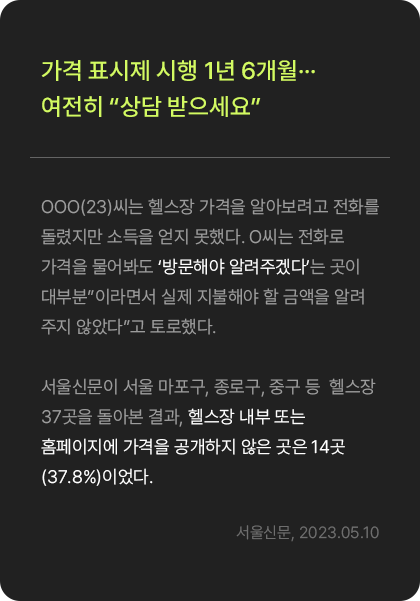 가격 표시제 시행 1년 6개월…
여전히 “상담 받으세요”
OOO(23)씨는 헬스장 가격을 알아보려고 전화를
돌렸지만 소득을 얻지 못했다. O씨는 전화로
가격을 물어봐도 ‘방문해야 알려주겠다’는 곳이
대부분”이라면서 실제 지불해야 할 금액을 알려
주지 않았다”고 토로했다.
서울신문이 서울 마포구, 종로구, 중구 등 헬스장
37곳을 돌아본 결과, 헬스장 내부 또는
홈페이지에 가격을 공개하지 않은 곳은 14곳
(37.8%)이었다.
서울신문, 2023.05.10